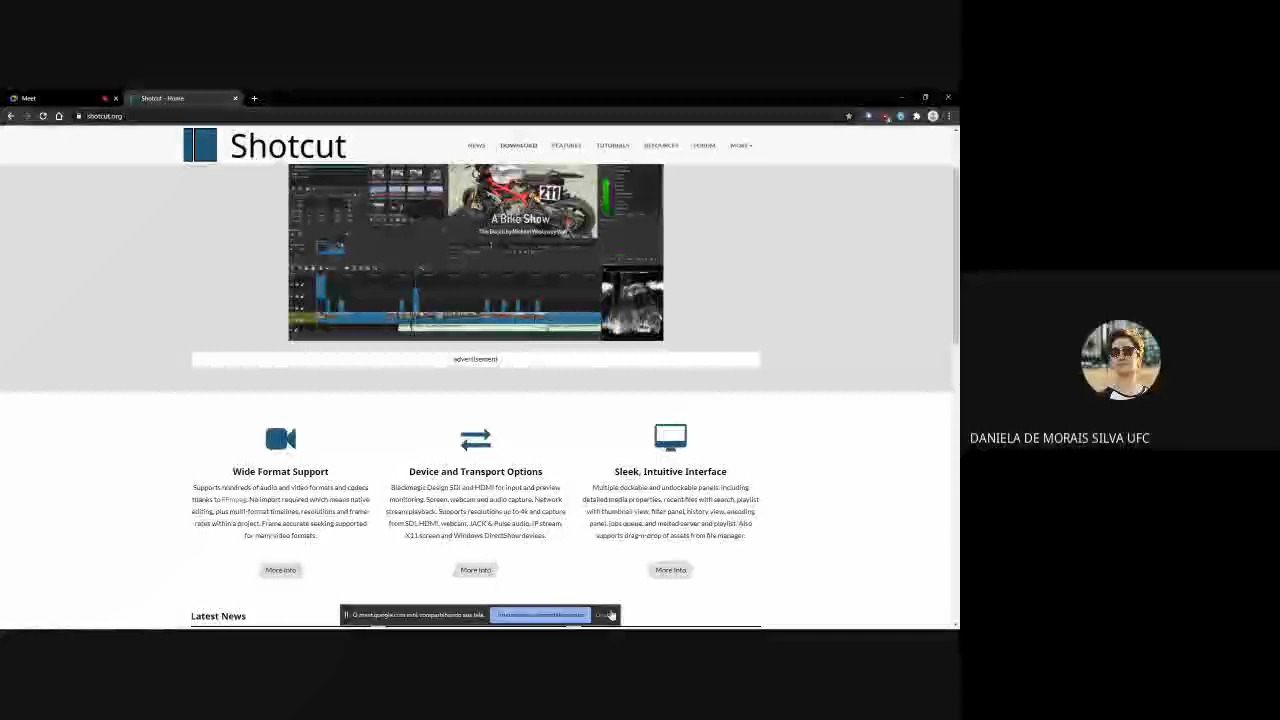 Meet
Shotcut - Home
shotcut.org
Shotcut
NEWS DOWNLOAD FEATURES TUTORIALS RESOURCES FORUM MORE
211
A Bike Show
advertisement
Wide Format Support
Supports hundreds of audio and video formats and codecs
thanks to FFmpeg. No import required which means native
editing, plus multi-format timelines, resolutions and frame-
rates within a project. Frame accurate seeking supported
for many video formats.
More Info
Device and Transport Options
Blackmagic Design SDI and HDMI for input and preview
monitoring. Screen, webcam and audio capture. Network
stream playback. Supports resolutions up to 4k and capture
from SDI, HDMI, webcam, JACK & Pulse audio, IP stream,
X11 screen and Windows DirectShow devices.
More Info
Sleek, Intuitive Interface
Multiple dockable and undockable panels, including
detailed media properties, recent files with search, playlist
with thumbnail view, filter panel, history view, encoding
panel, jobs queue, and melted server and playlist. Also
supports drag-n-drop of assets from file manager.
More Info
Latest News
O meet.google.com está compartilhando sua tela.
DANIELA DE MORAIS SILVA UFC